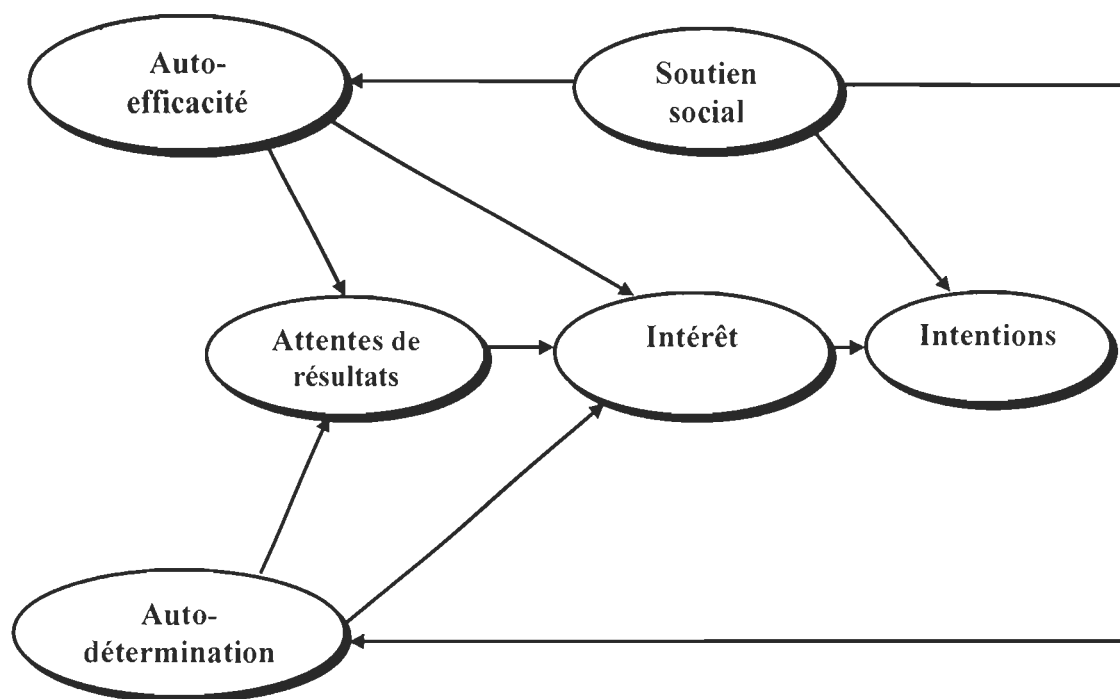 Auto-
efficacité
Soutien
social
Attentes de
résultats
Intérêt
Intentions
Auto-
détermination